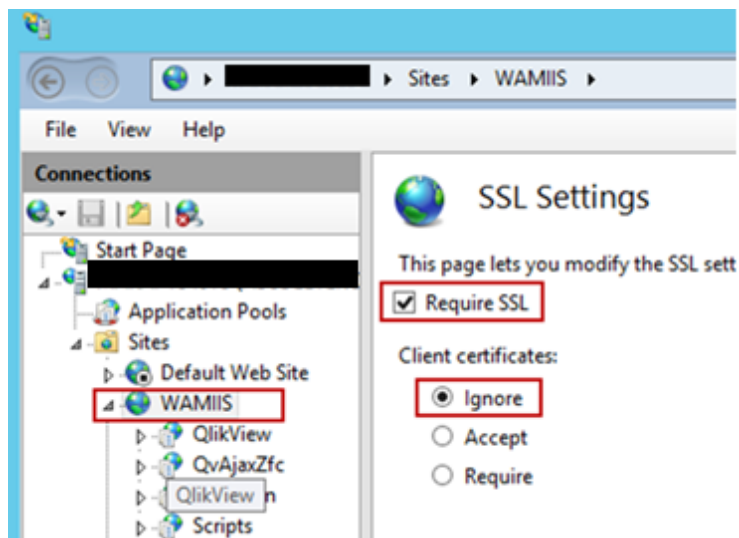 Sites WAMIIS
File View Help
Connections
SSL Settings
Start Page
This page lets you modify the SSL sett
Require SSL
Application Pools
Sites
Client certificates:
Default Web Site
Ignore
WAMIIS
Accept
QlikView
QvAjaxZfc
Require
QlikView n
Scripts